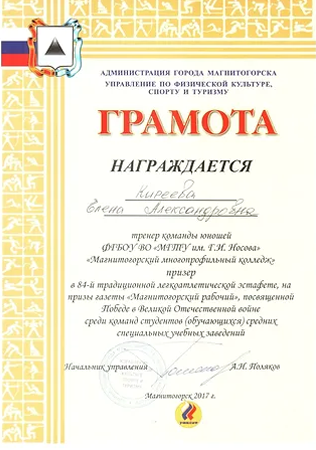 АДМИНИСТРАЦИЯ ГОРОДА МАГНИТОГОРСКА
УПРАВЛЕНИЕ ПО ФИЗИЧЕСКОЙ КУЛЬТУРЕ,
СПОРТУ И ТУРИЗМУ
ГРАМОТА
НАГРАЖДАЕТСЯ
Киреева
Елена Александровна
тренер команды юношей
ФГБОУ ВО «МГТУ им. Г.И. Носова»
«Магнитогорский многопрофильный колледж»
призер
в 84-й традиционной легкоатлетической эстафете, на
призы газеты «Магнитогорский рабочий», посвященной
Победе в Великой Отечественной войне
среди команд студентов (обучающихся) средних
специальных учебных заведений
Начальник управления А.Н. Поляков
Магнитогорск 2017 г.